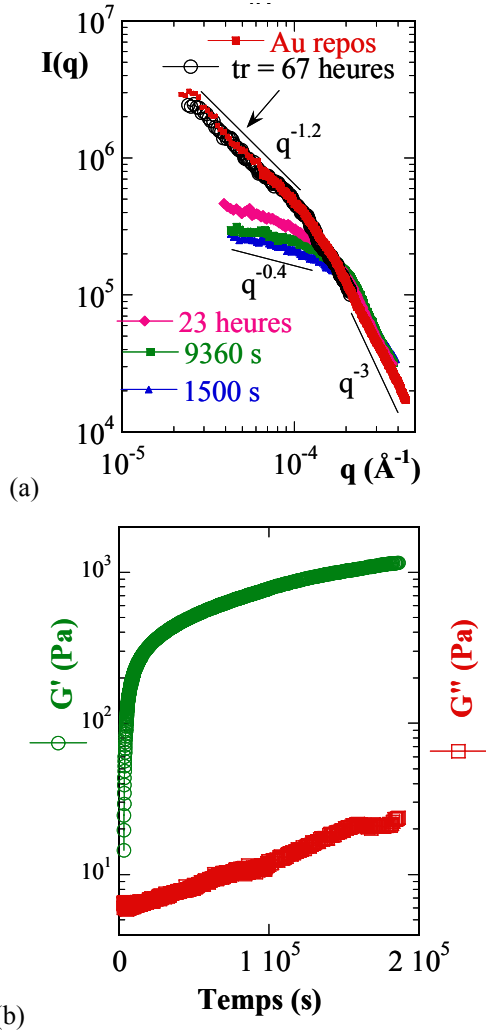 10^7
I(q)
Au repos
tr = 67 heures
q^-1.2
10^6
q^-0.4
10^5
23 heures
9360 s
q^-3
1500 s
10^4
10^-5
10^-4
q (Å^-1)
(a)
G' (Pa)
G" (Pa)
10^3
10^2
10^1
0
1 10^5
2 10^5
Temps (s)
(b)